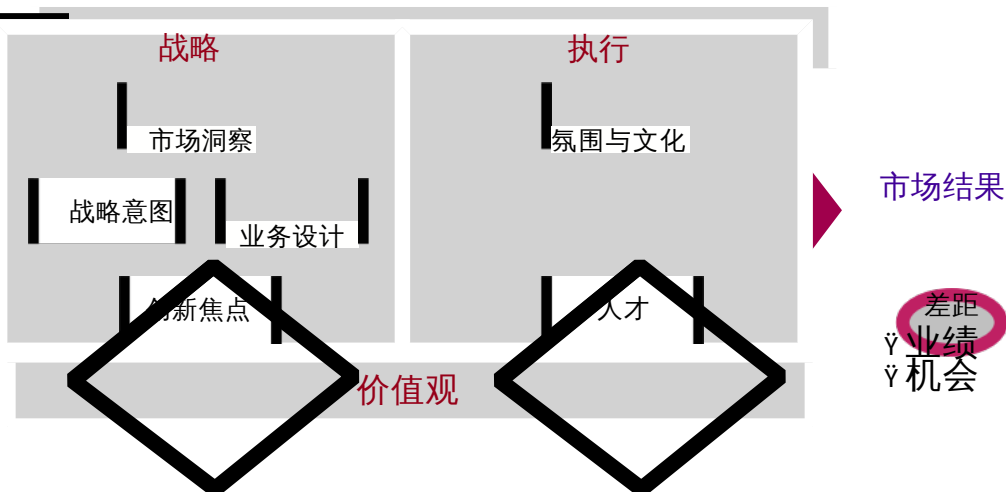 战略
执行
市场洞察
氛围与文化
市场结果
战略意图
业务设计
创新焦点
人才
差距
Ÿ 业绩
Ÿ 机会
价值观